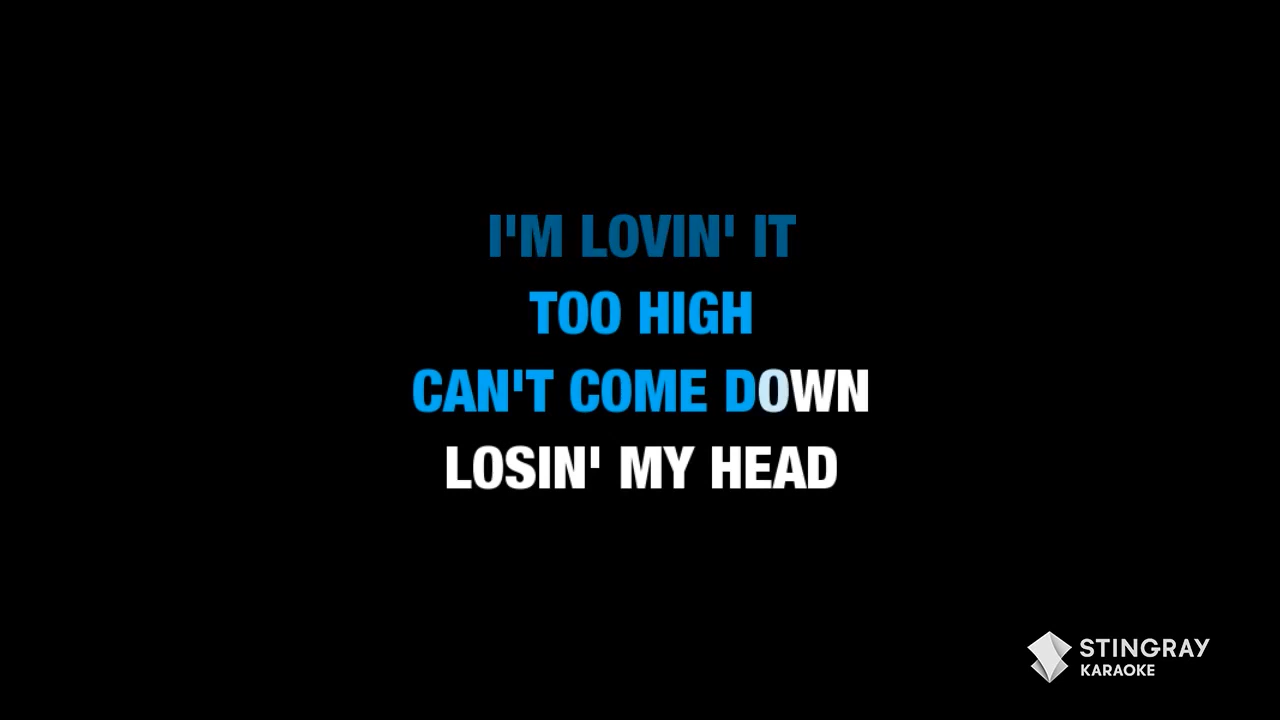 I'M LOVIN' IT
TOO HIGH
CAN'T COME DOWN
LOSIN' MY HEAD
STINGRAY
KARAOKE